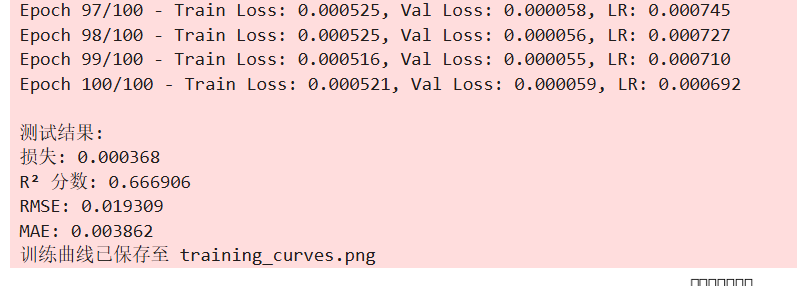 Epoch 97/100 - Train Loss: 0.000525, Val Loss: 0.000058, LR: 0.000745
Epoch 98/100 - Train Loss: 0.000525, Val Loss: 0.000056, LR: 0.000727
Epoch 99/100 - Train Loss: 0.000516, Val Loss: 0.000055, LR: 0.000710
Epoch 100/100 - Train Loss: 0.000521, Val Loss: 0.000059, LR: 0.000692
测试结果:
损失: 0.000368
R² 分数: 0.666906
RMSE: 0.019309
MAE: 0.003862
训练曲线已保存至 training_curves.png